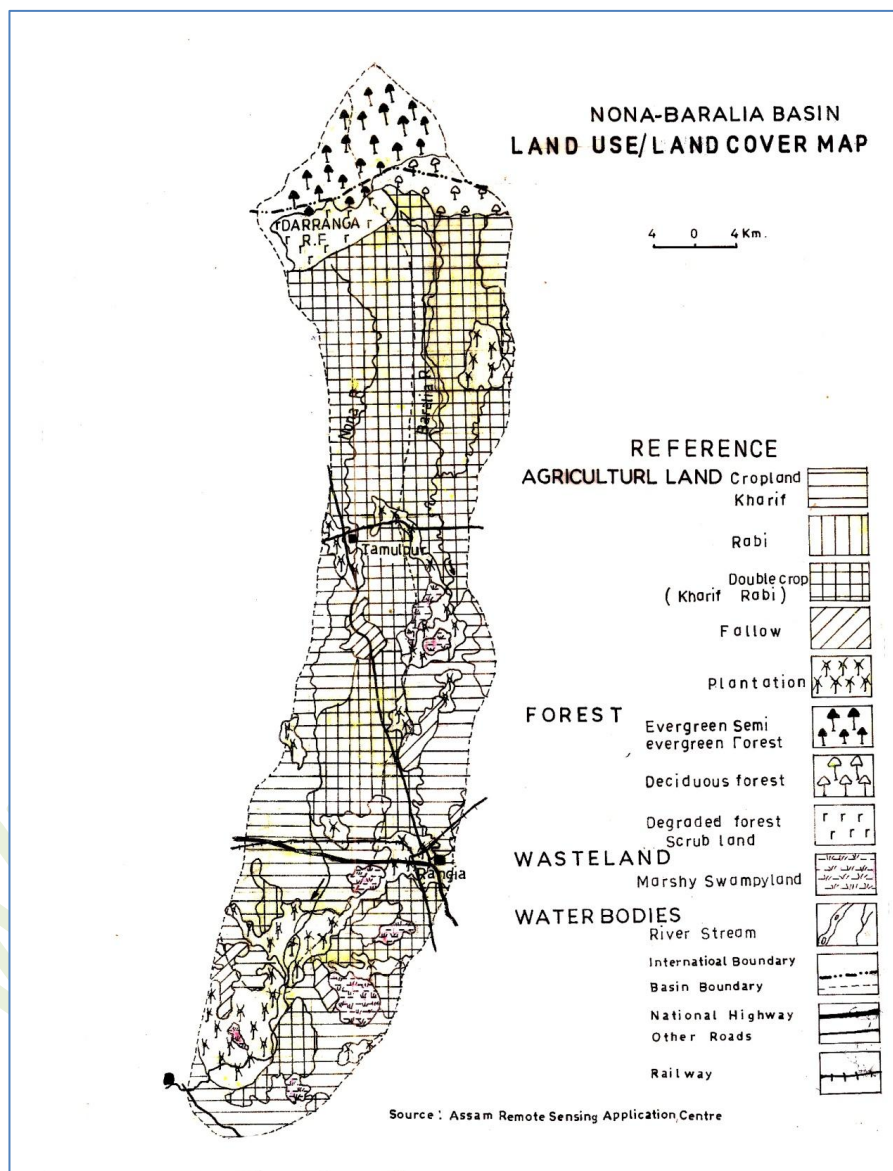 NONA-BARALIA BASIN
LAND USE/LAND COVER MAP
4 0 4 Km.
DARRANGA
R.F.
Nona R.
Baralia R.
Tamulpur
Rangia
REFERENCE
AGRICULTURL LAND Cropland
Kharif
Rabi
Double crop
( Kharif Rabi)
Fallow
Plantation
FOREST
Evergreen Semi
evergreen Forest
Deciduous forest
Degraded forest
Scrub land
WASTELAND
Marshy Swampyland
WATER BODIES
River Stream
Internatioal Boundary
Basin Boundary
National Highway
Other Roads
Railway
Source : Assam Remote Sensing Application Centre